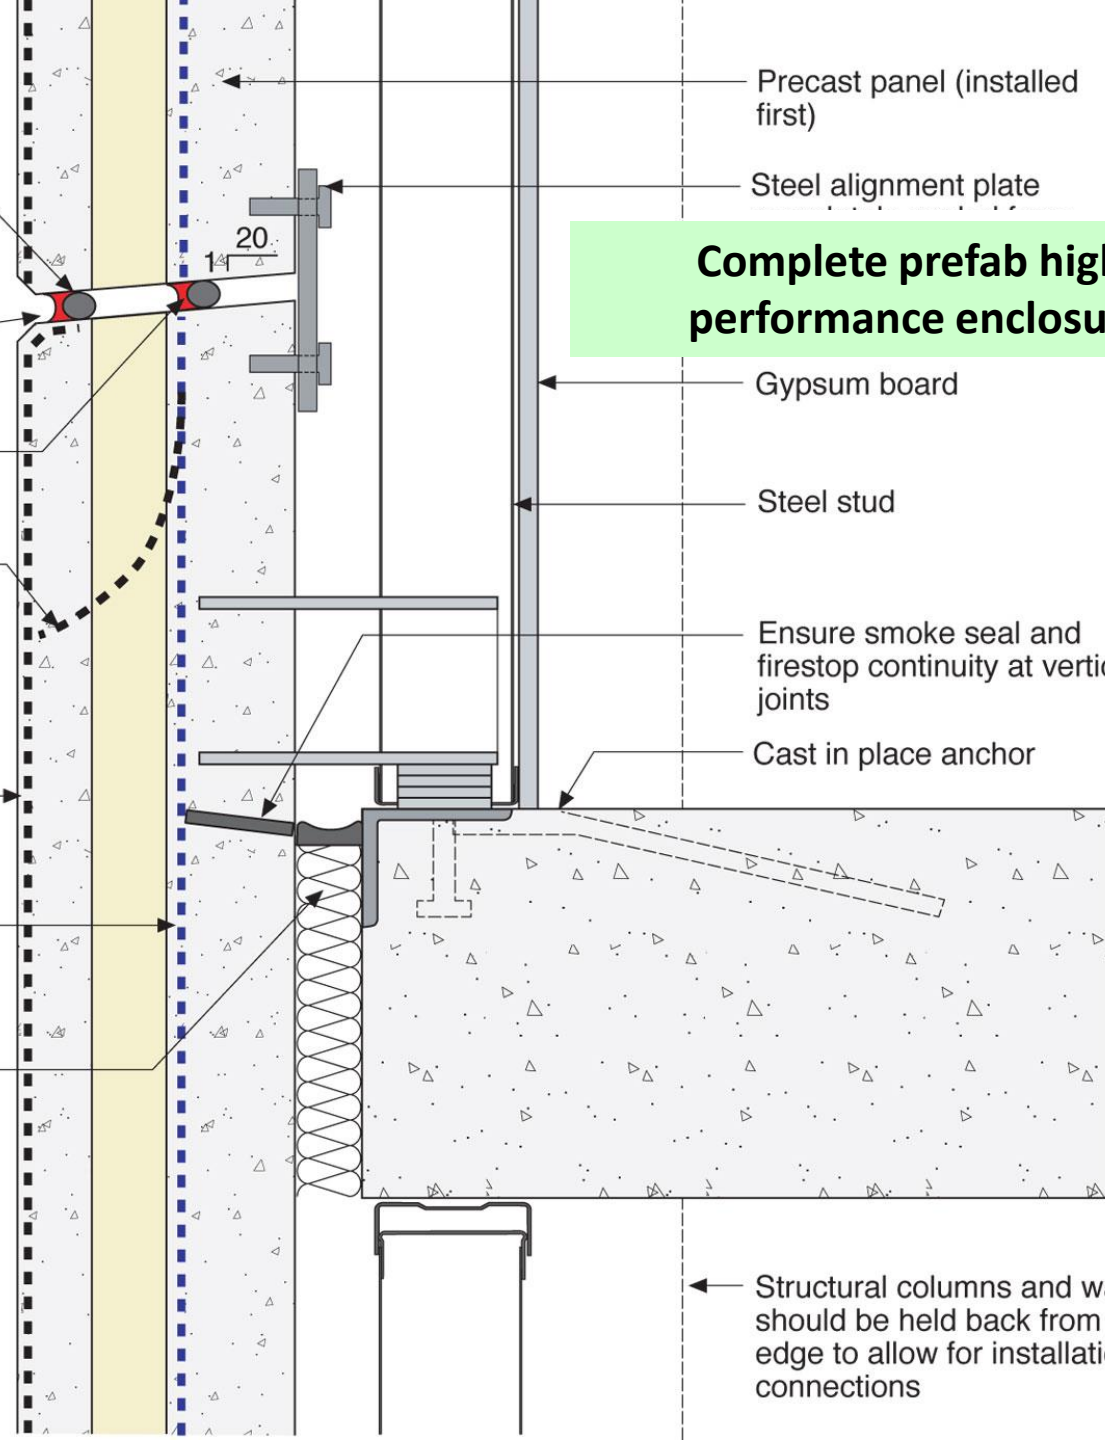 Precast panel (installed
first)
Steel alignment plate
Complete prefab high
performance enclosu
20
1
Gypsum board
Steel stud
Ensure smoke seal and
firestop continuity at vertic
joints
Cast in place anchor
Structural columns and wa
should be held back from
edge to allow for installati
connections